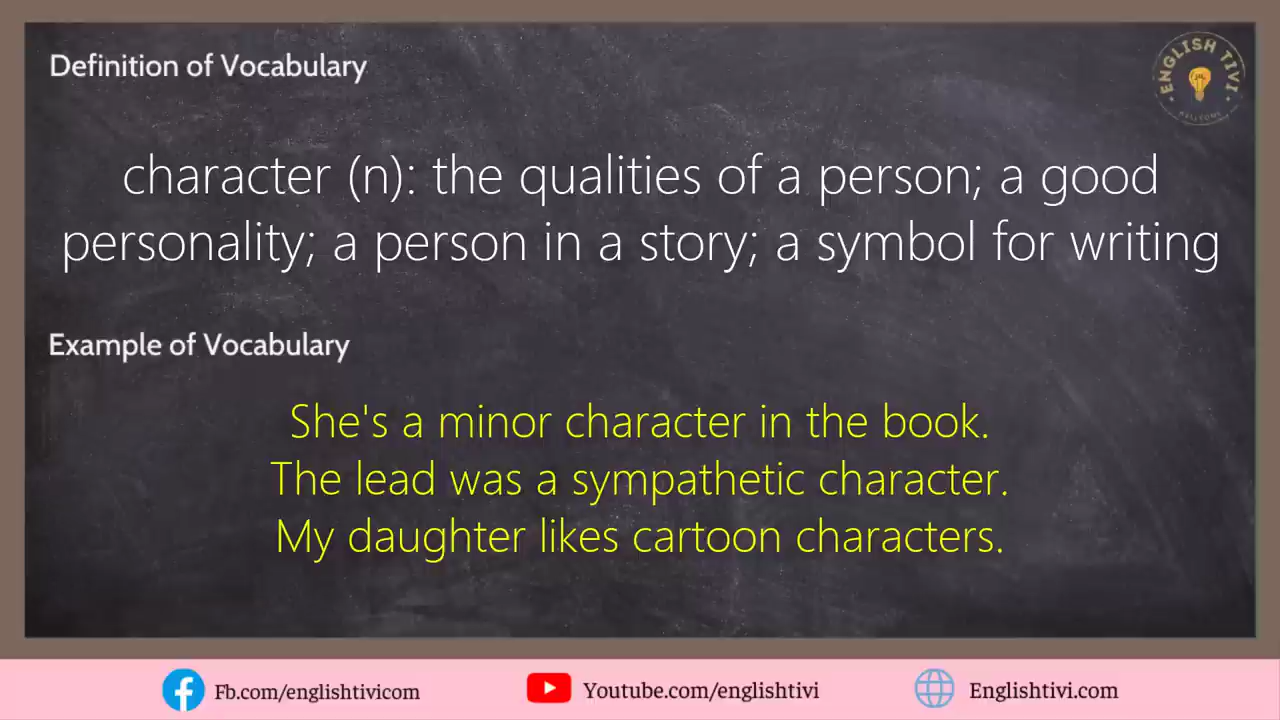 Definition of Vocabulary
ENGLISH TIVI
character (n): the qualities of a person; a good
personality; a person in a story; a symbol for writing
Example of Vocabulary
She's a minor character in the book.
The lead was a sympathetic character.
My daughter likes cartoon characters.
Fb.com/englishtivicom
Youtube.com/englishtivi
Englishtivi.com